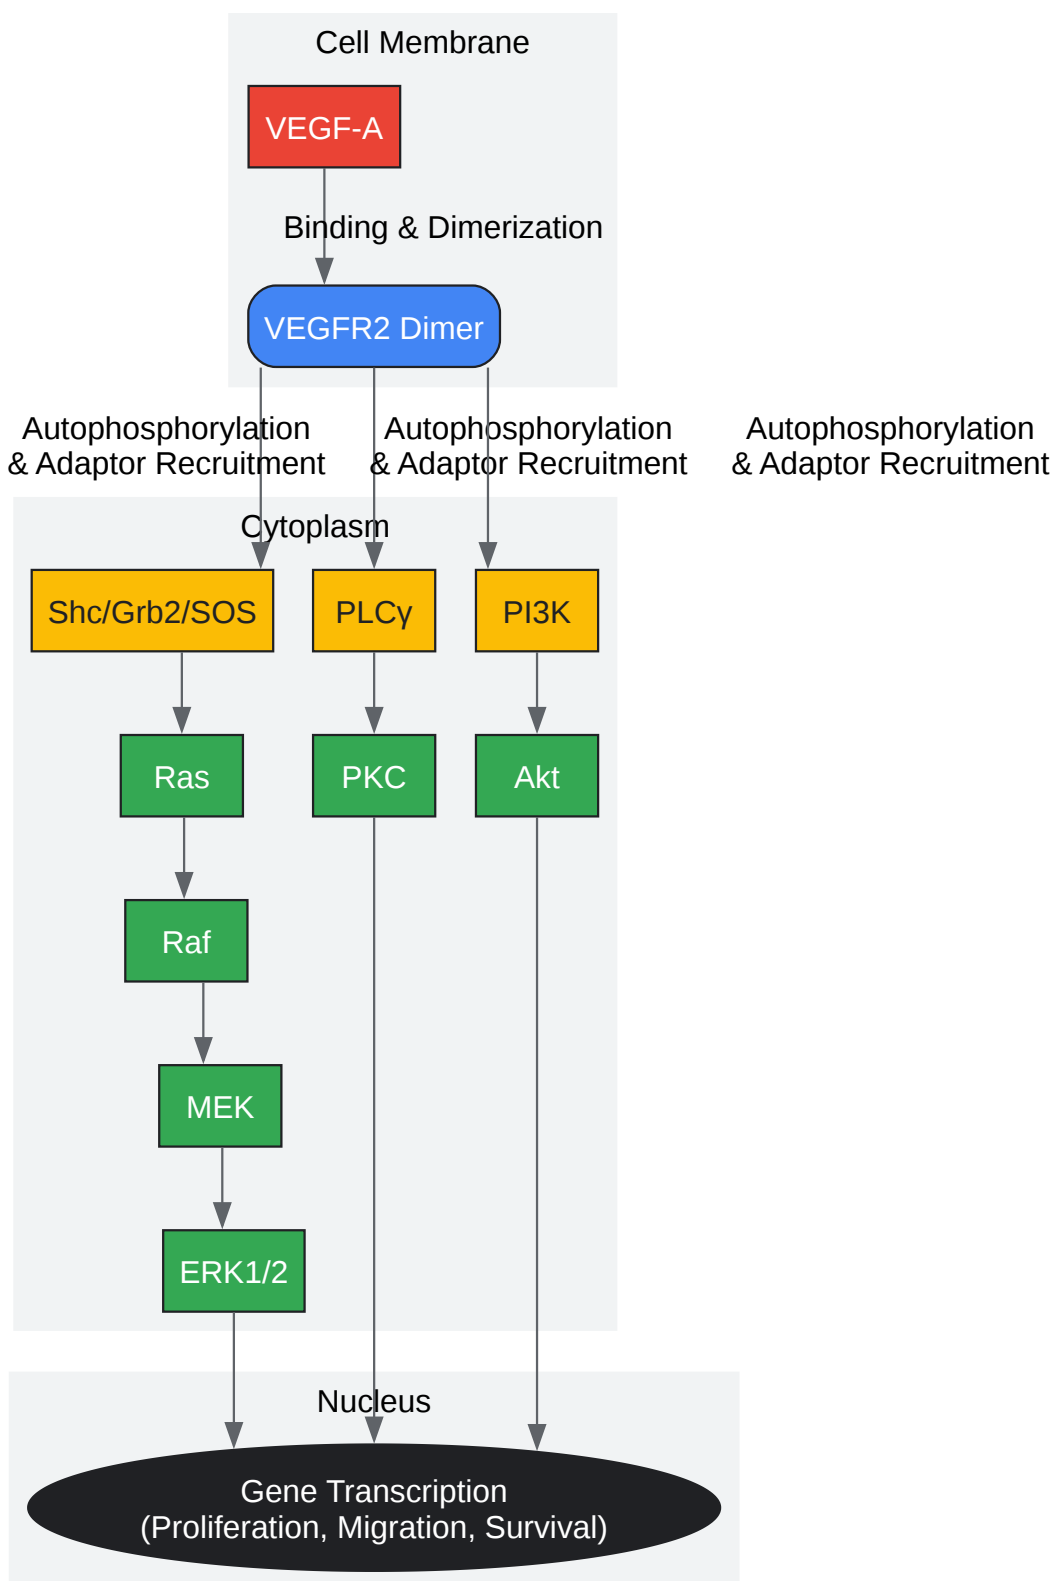 Cell Membrane
VEGF-A
Binding & Dimerization
VEGFR2 Dimer
Autophosphorylation
& Adaptor Recruitment
Autophosphorylation
& Adaptor Recruitment
Autophosphorylation
& Adaptor Recruitment
Cytoplasm
Shc/Grb2/SOS
PLCγ
PI3K
Ras
PKC
Akt
Raf
MEK
ERK1/2
Nucleus
Gene Transcription
(Proliferation, Migration, Survival)